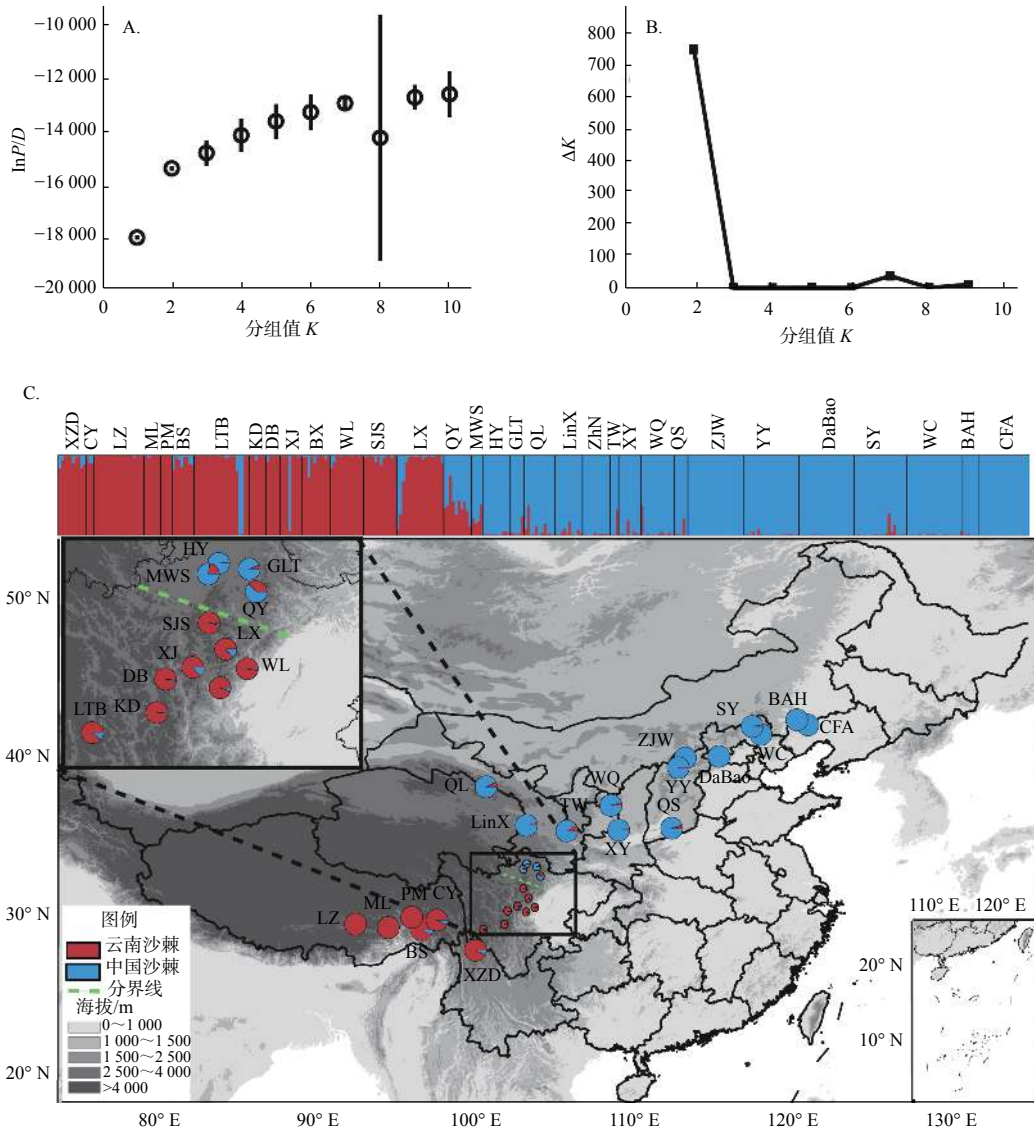 A.
−10 000
−12 000
−14 000
−16 000
−18 000
−20 000
lnP/D
0 2 4 6 8 10
分组值 K
B.
800
700
600
500
400
300
200
100
0
ΔK
0 2 4 6 8 10
分组值 K
C.
XZD CY LZ ML PM BS LTB KD DB XJ BX WL SJS LX QY MWS HY GLT QL LinX ZhN TW XY WQ QS ZJW YY DaBao SY WC BAH CFA
HY
GLT
MWS
QY
SJS
LX
XJ
WL
DB
LTB
KD
50° N
40° N
30° N
20° N
SY
BAH
CFA
ZJW
WC
DaBao
YY
QL
WQ
TW
QS
LinX
XY
PM CY
ML
LZ
BS
XZD
图例
云南沙棘
中国沙棘
分界线
海拔/m
0～1 000
1 000～1 500
1 500～2 500
2 500～4 000
>4 000
110° E 120° E
20° N
10° N
80° E 90° E 100° E 110° E 120° E 130° E